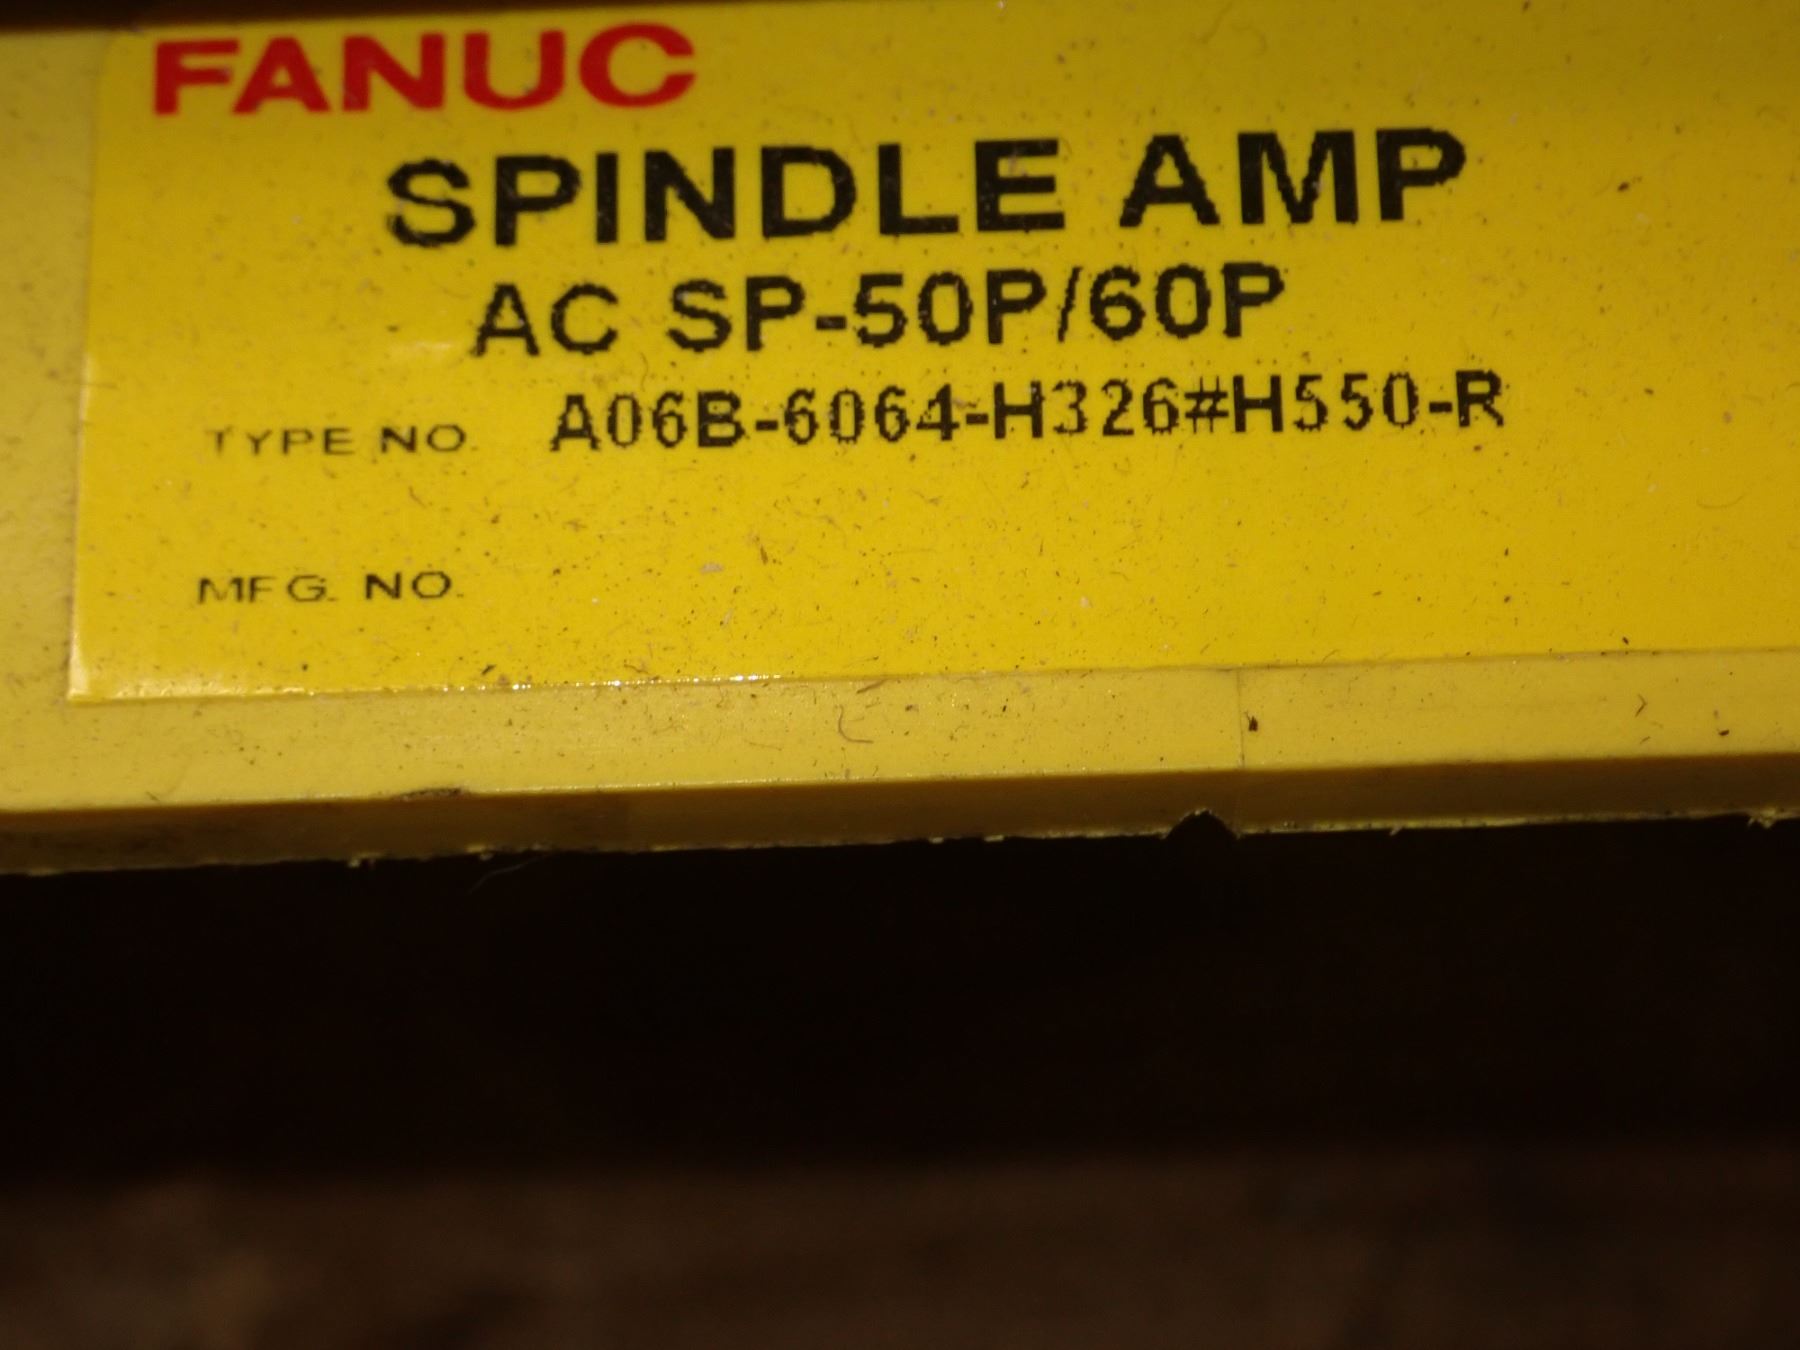 FANUC
SPINDLE AMP
AC SP-50P/60P
TYPE NO. A06B-6064-H326#H550-R
MFG. NO.